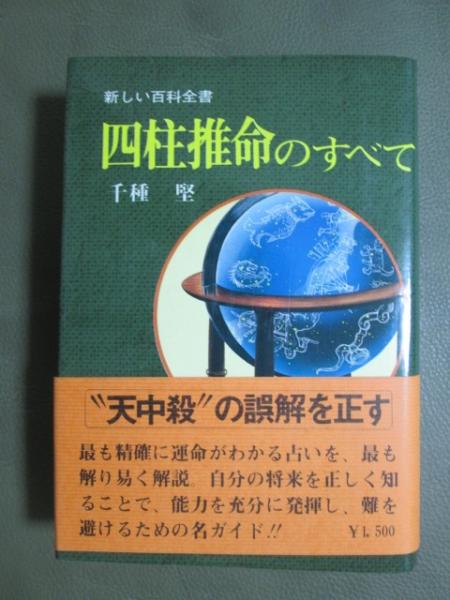 新しい百科全書
四柱推命のすべて
千種 堅
〝天中殺〟の誤解を正す
最も精確に運命がわかる占いを、最も
解り易く解説。自分の将来を正しく知
ることで、能力を充分に発揮し、難を
避けるための名ガイド!!
￥1,500